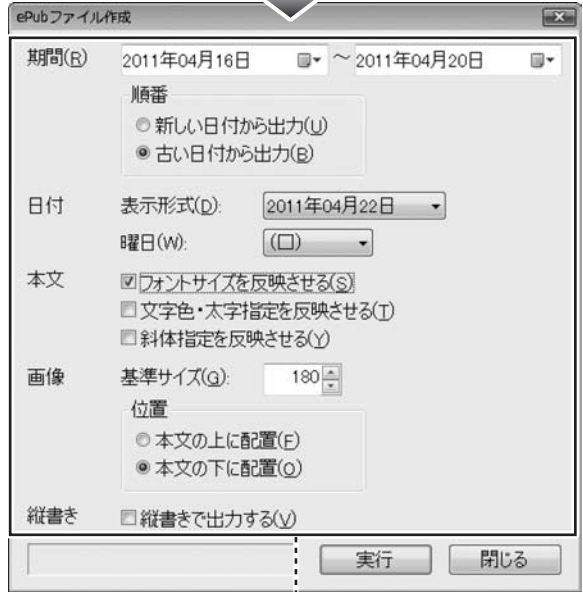 ePubファイル作成
期間(R) 2011年04月16日 ～ 2011年04月20日
順番
新しい日付から出力(U)
古い日付から出力(B)
日付 表示形式(D): 2011年04月22日
曜日(W): (口)
本文 フォントサイズを反映させる(S)
文字色・太字指定を反映させる(T)
斜体指定を反映させる(Y)
画像 基準サイズ(G): 180
位置
本文の上に配置(F)
本文の下に配置(O)
縦書き 縦書きで出力する(V)
実行 閉じる